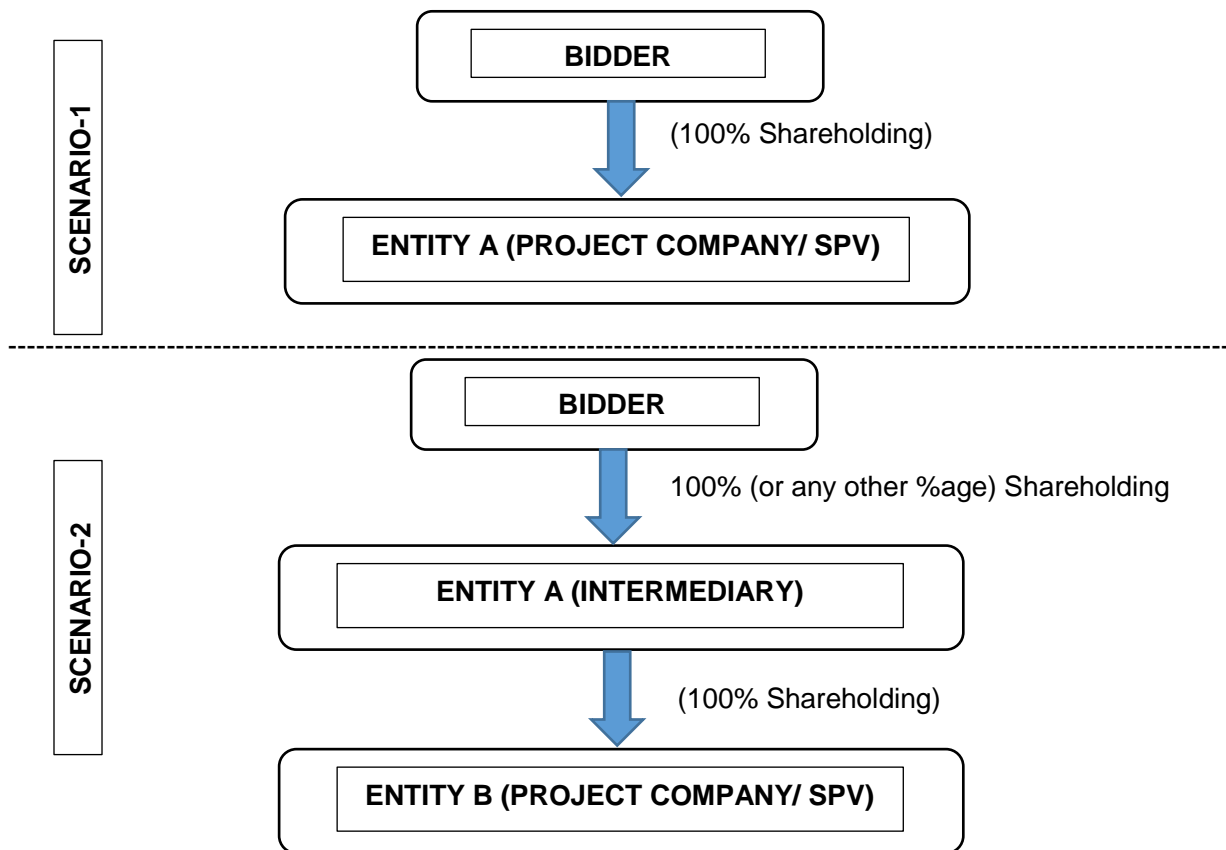 SCENARIO-1
BIDDER
(100% Shareholding)
ENTITY A (PROJECT COMPANY/ SPV)
SCENARIO-2
BIDDER
100% (or any other %age) Shareholding
ENTITY A (INTERMEDIARY)
(100% Shareholding)
ENTITY B (PROJECT COMPANY/ SPV)